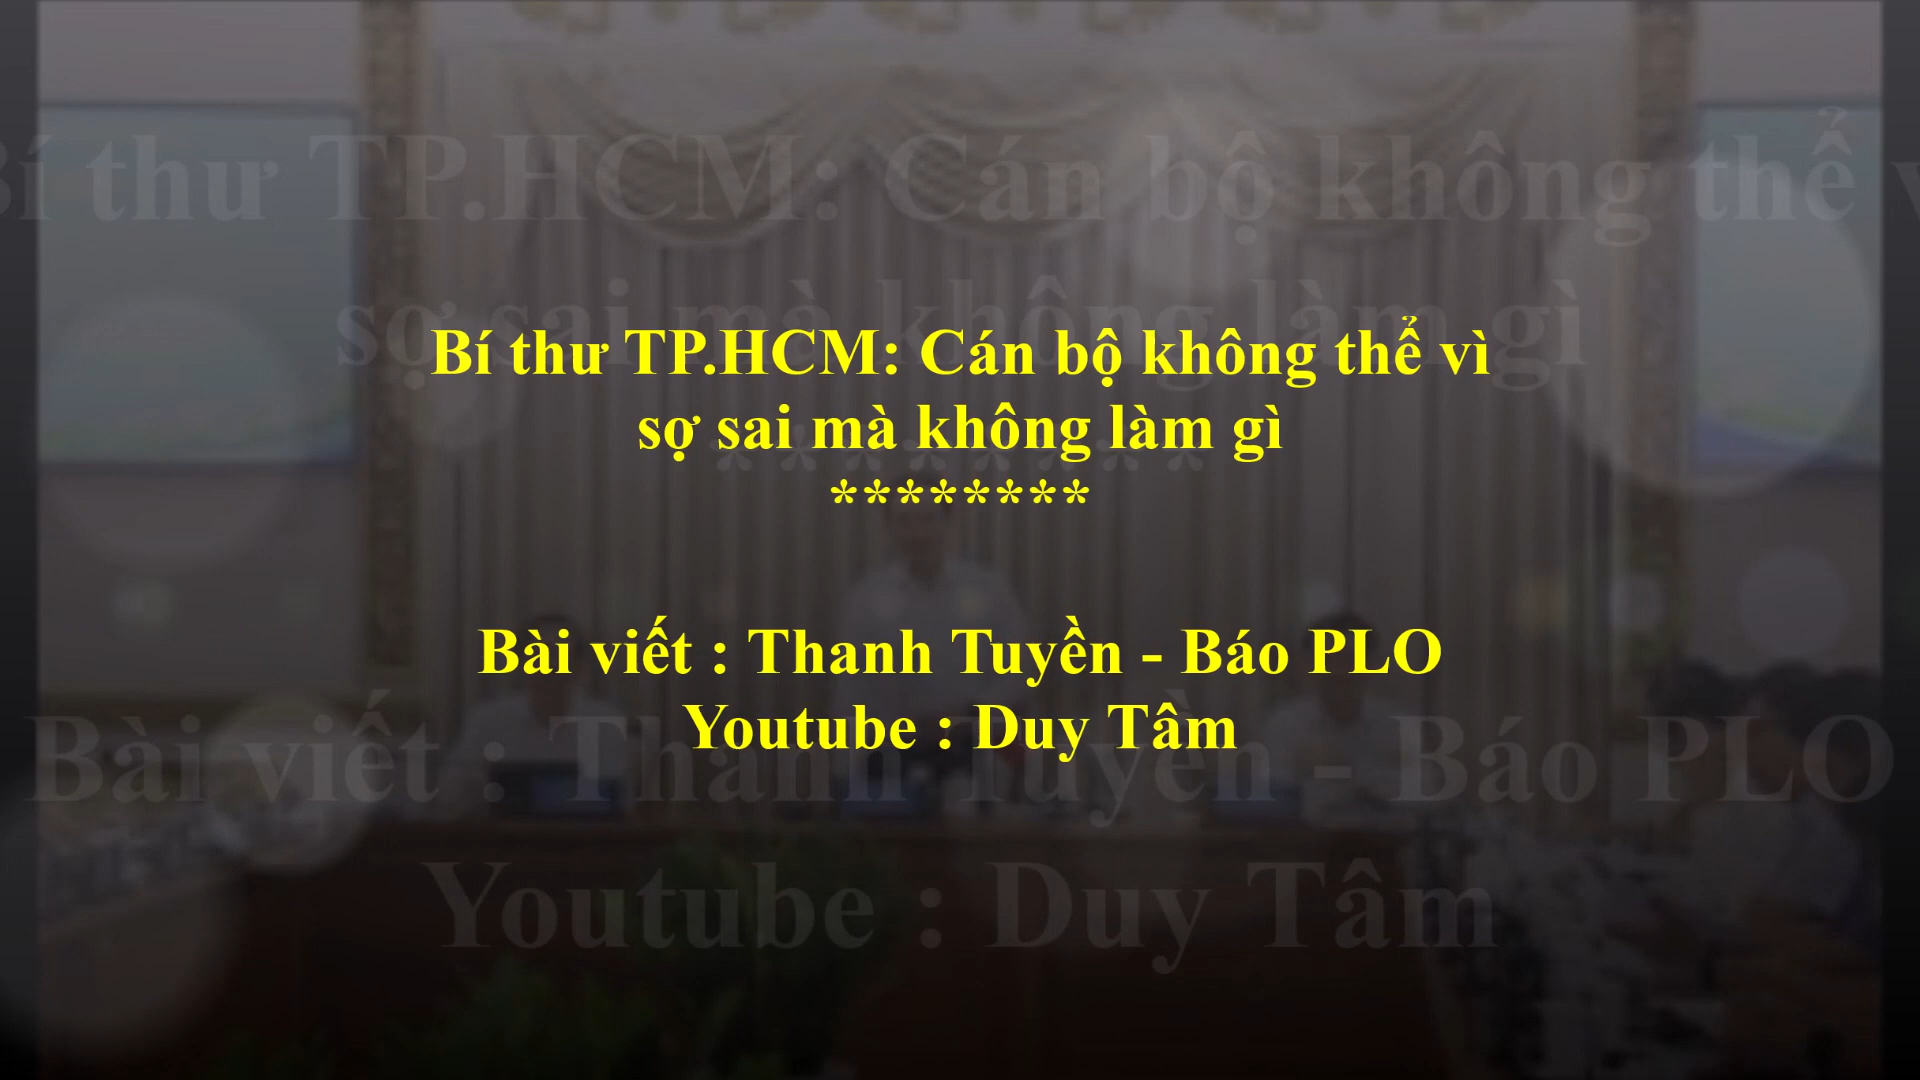 Bí thư TP.HCM: Cán bộ không thể vì
sợ sai mà không làm gì
********
Bài viết : Thanh Tuyền - Báo PLO
Youtube : Duy Tâm